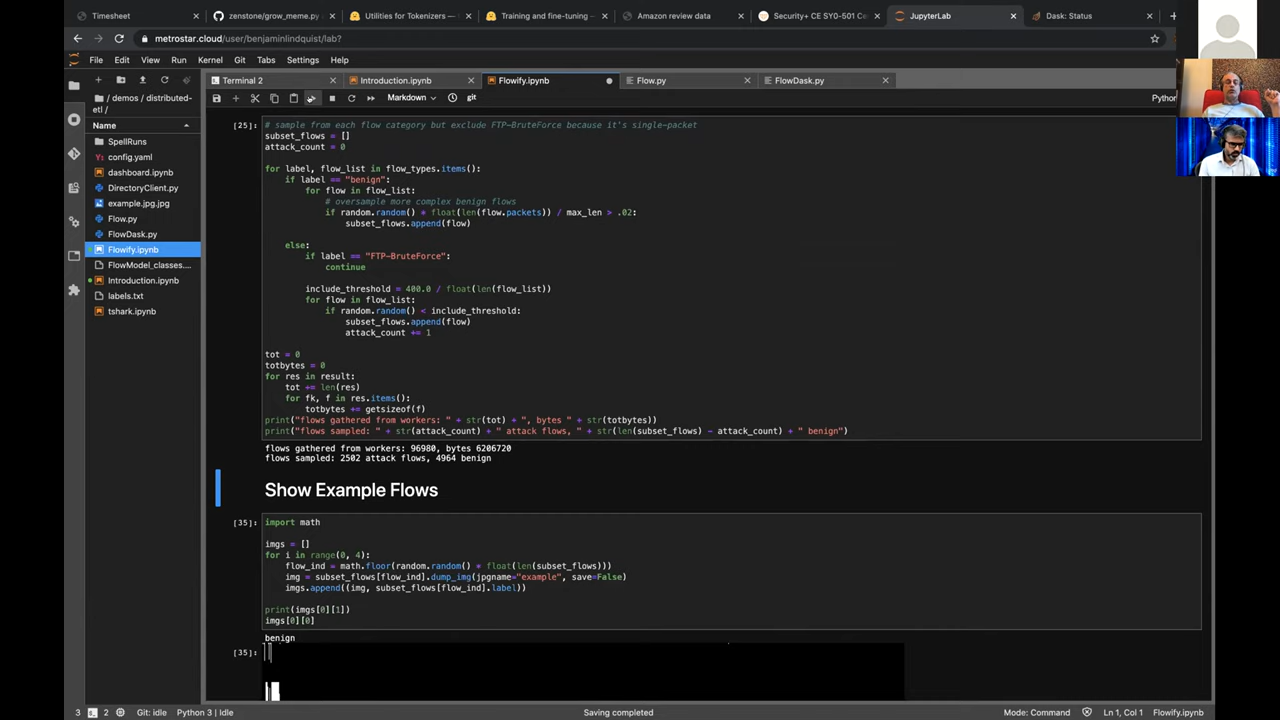 Timesheet
zenstone/grow_meme.py
Utilities for Tokenizers —
Training and fine-tuning —
Amazon review data
Security+ CE SY0-501 Ce
JupyterLab
Dask: Status
metrostar.cloud/user/benjaminlindquist/lab?
File Edit View Run Kernel Git Tabs Settings Help
Terminal 2
Introduction.ipynb
Flowify.ipynb
Flow.py
FlowDask.py
Markdown
git
Python
/ demos / distributed-
etl /
Name
SpellRuns
config.yaml
dashboard.ipynb
DirectoryClient.py
example.jpg.jpg
Flow.py
FlowDask.py
Flowify.ipynb
FlowModel_classes....
Introduction.ipynb
labels.txt
tshark.ipynb
[25]:
# sample from each flow category but exclude FTP-BruteForce because it's single-packet
subset_flows = []
attack_count = 0
for label, flow_list in flow_types.items():
if label == "benign":
for flow in flow_list:
# oversample more complex benign flows
if random.random() * float(len(flow.packets)) / max_len > .02:
subset_flows.append(flow)
else:
if label == "FTP-BruteForce":
continue
include_threshold = 400.0 / float(len(flow_list))
for flow in flow_list:
if random.random() < include_threshold:
subset_flows.append(flow)
attack_count += 1
tot = 0
totbytes = 0
for res in result:
tot += len(res)
for fk, f in res.items():
totbytes += getsizeof(f)
print("flows gathered from workers: " + str(tot) + ", bytes " + str(totbytes))
print("flows sampled: " + str(attack_count) + " attack flows, " + str(len(subset_flows) - attack_count) + " benign")
flows gathered from workers: 96980, bytes 6206720
flows sampled: 2502 attack flows, 4964 benign
Show Example Flows
[35]:
import math
imgs = []
for i in range(0, 4):
flow_ind = math.floor(random.random() * float(len(subset_flows)))
img = subset_flows[flow_ind].dump_img(jpgname="example", save=False)
imgs.append((img, subset_flows[flow_ind].label))
print(imgs[0][1])
imgs[0][0]
benign
[35]:
3
2
Git: idle
Python 3 | Idle
Saving completed
Mode: Command
Ln 1, Col 1
Flowify.ipynb